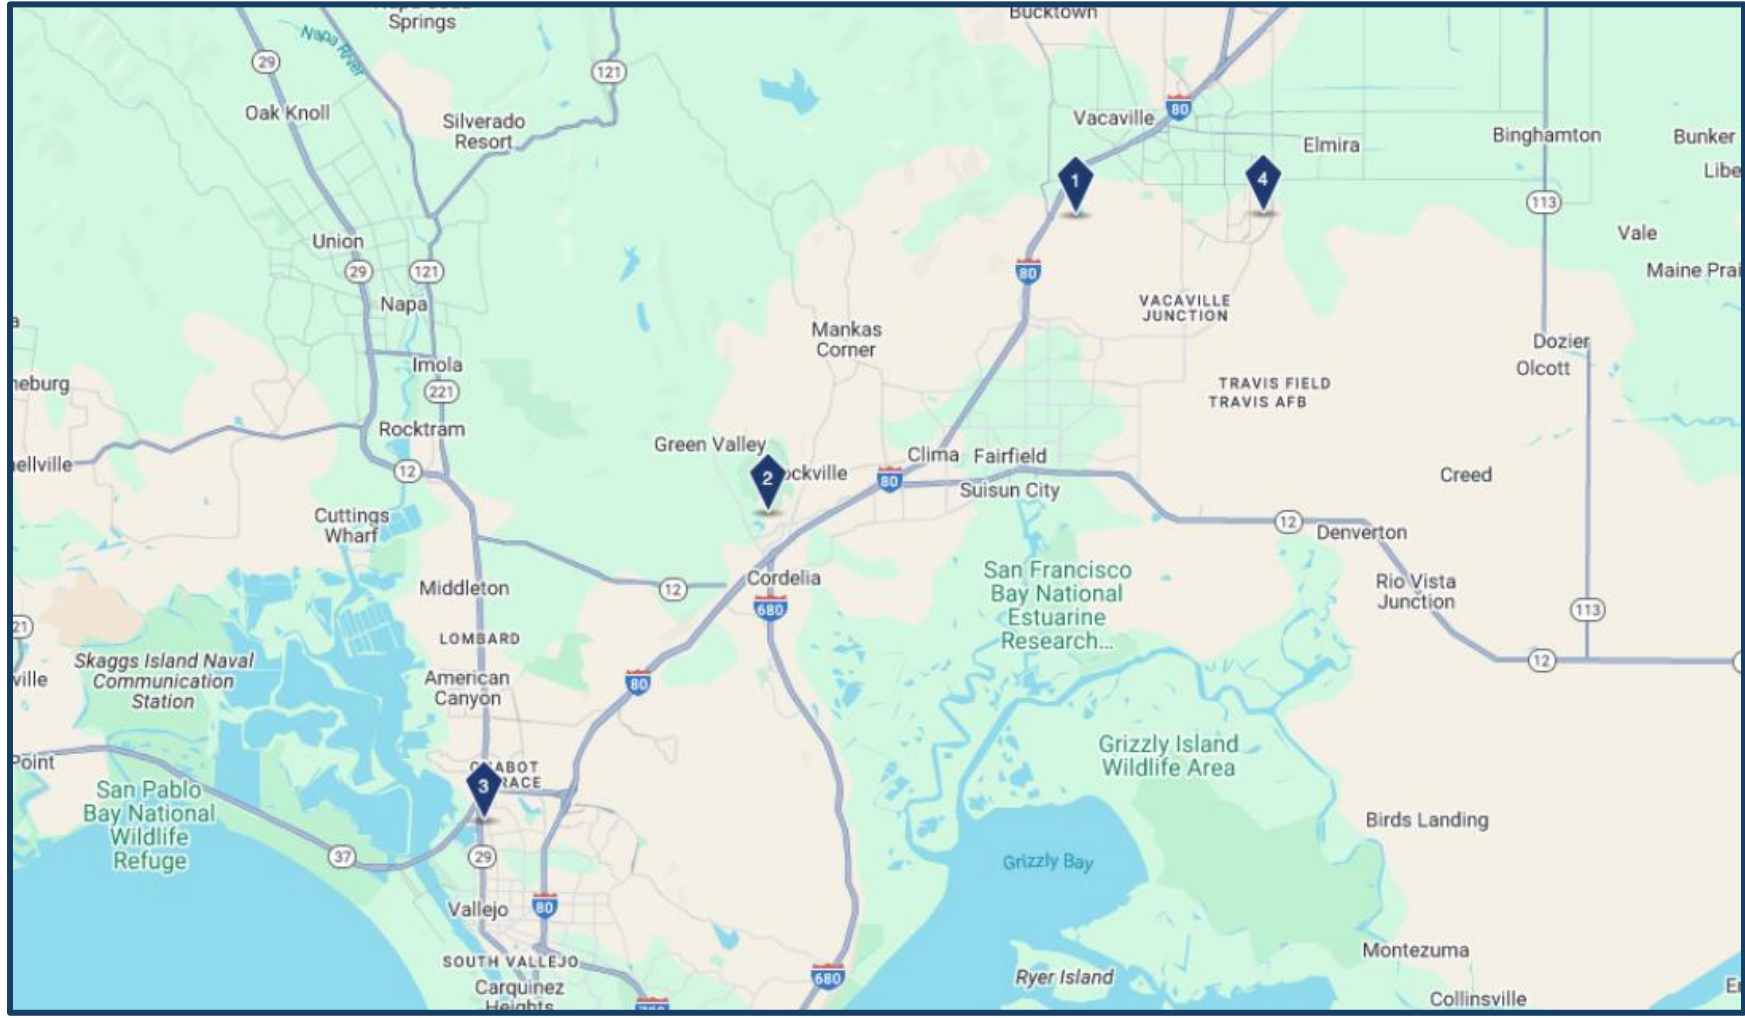 Springs
Bucktown
Napa River
29
121
80
Oak Knoll
Silverado
Resort
Vacaville
Elmira
Binghamton
Bunker
1
4
113
Union
29
121
80
Vale
Napa
VACAVILLE
JUNCTION
Mankas
Corner
Dozier
Imola
Olcott
221
TRAVIS FIELD
TRAVIS AFB
Rocktram
Green Valley
Clima
Fairfield
12
2
80
Creed
Suisun City
Cuttings
Wharf
12
Denverton
Middleton
12
Cordelia
San Francisco
Bay National
Estuarine
Research...
Rio Vista
Junction
680
113
LOMBARD
Skaggs Island Naval
Communication
Station
12
American
Canyon
80
Grizzly Island
Wildlife Area
Point
San Pablo
Bay National
Wildlife
Refuge
3
Birds Landing
37
29
Grizzly Bay
Vallejo
80
SOUTH VALLEJO
Montezuma
680
Ryer Island
Carquinez
Heights
Collinsville